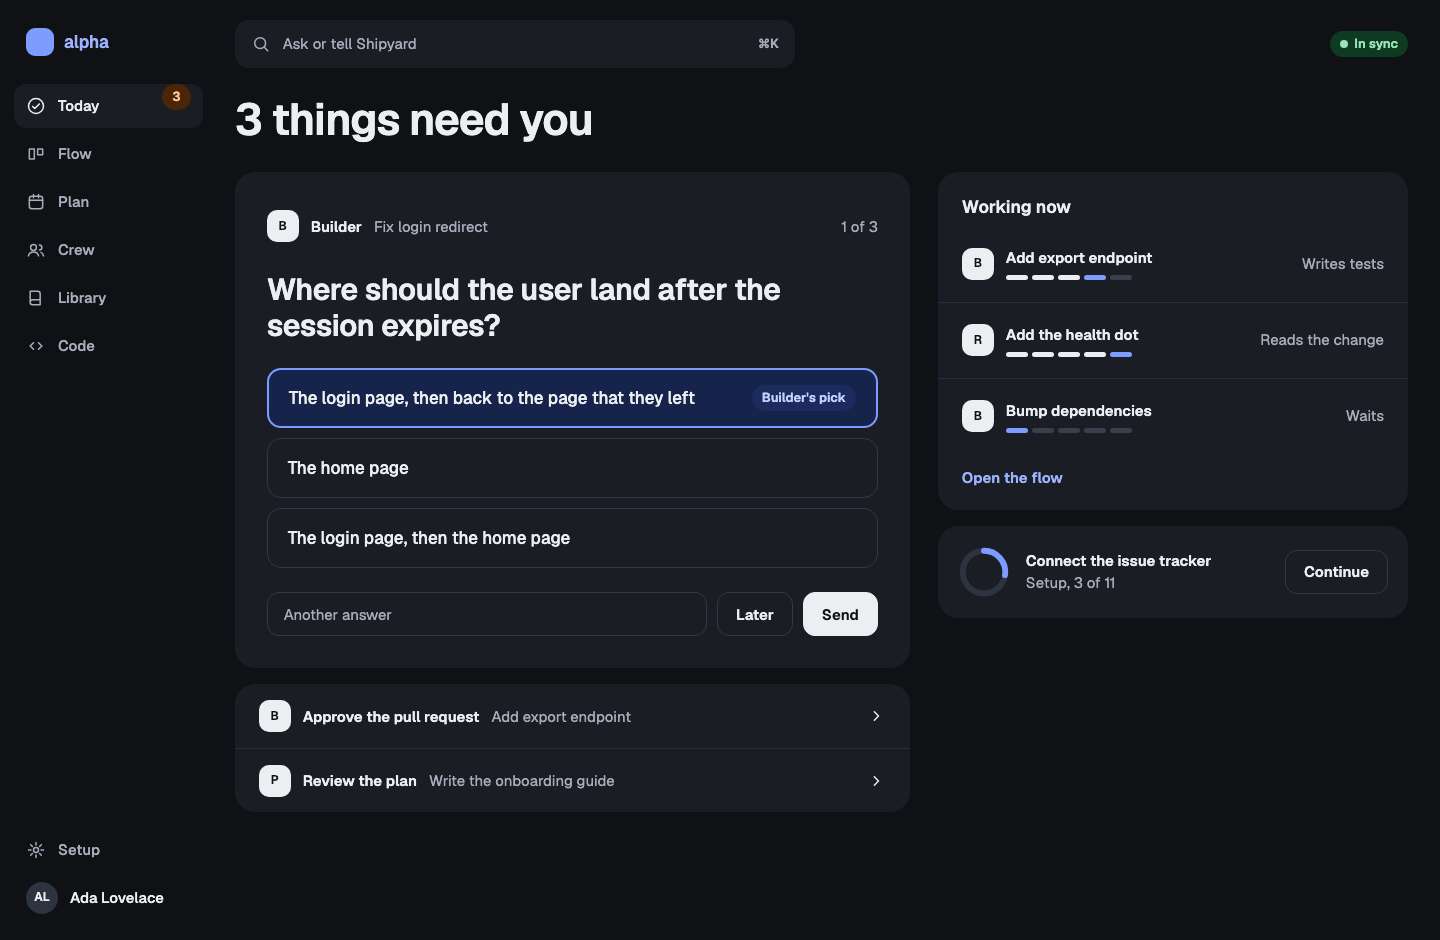 alpha
Ask or tell Shipyard ⌘K
In sync
Today 3
Flow
Plan
Crew
Library
Code
Setup
AL Ada Lovelace
3 things need you
B Builder Fix login redirect 1 of 3
Where should the user land after the
session expires?
The login page, then back to the page that they left Builder's pick
The home page
The login page, then the home page
Another answer Later Send
B Approve the pull request Add export endpoint
P Review the plan Write the onboarding guide
Working now
B Add export endpoint Writes tests
R Add the health dot Reads the change
B Bump dependencies Waits
Open the flow
Connect the issue tracker
Setup, 3 of 11
Continue